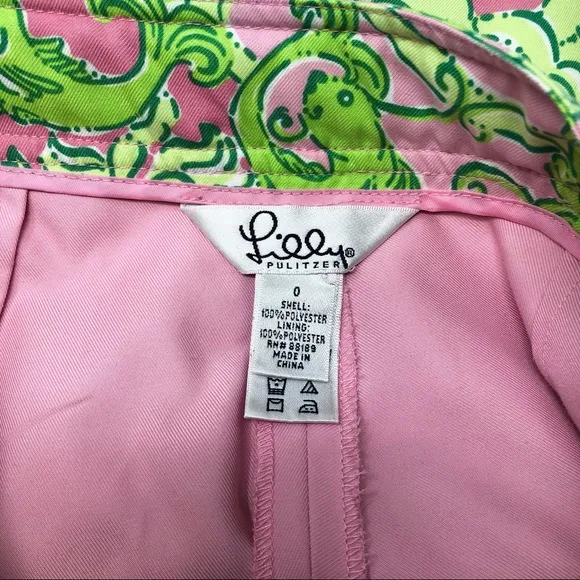 Lilly®
PULITZER
0
SHELL:
100%POLYESTER
LINING:
100%POLYESTER
RN# 88189
MADE IN
CHINA